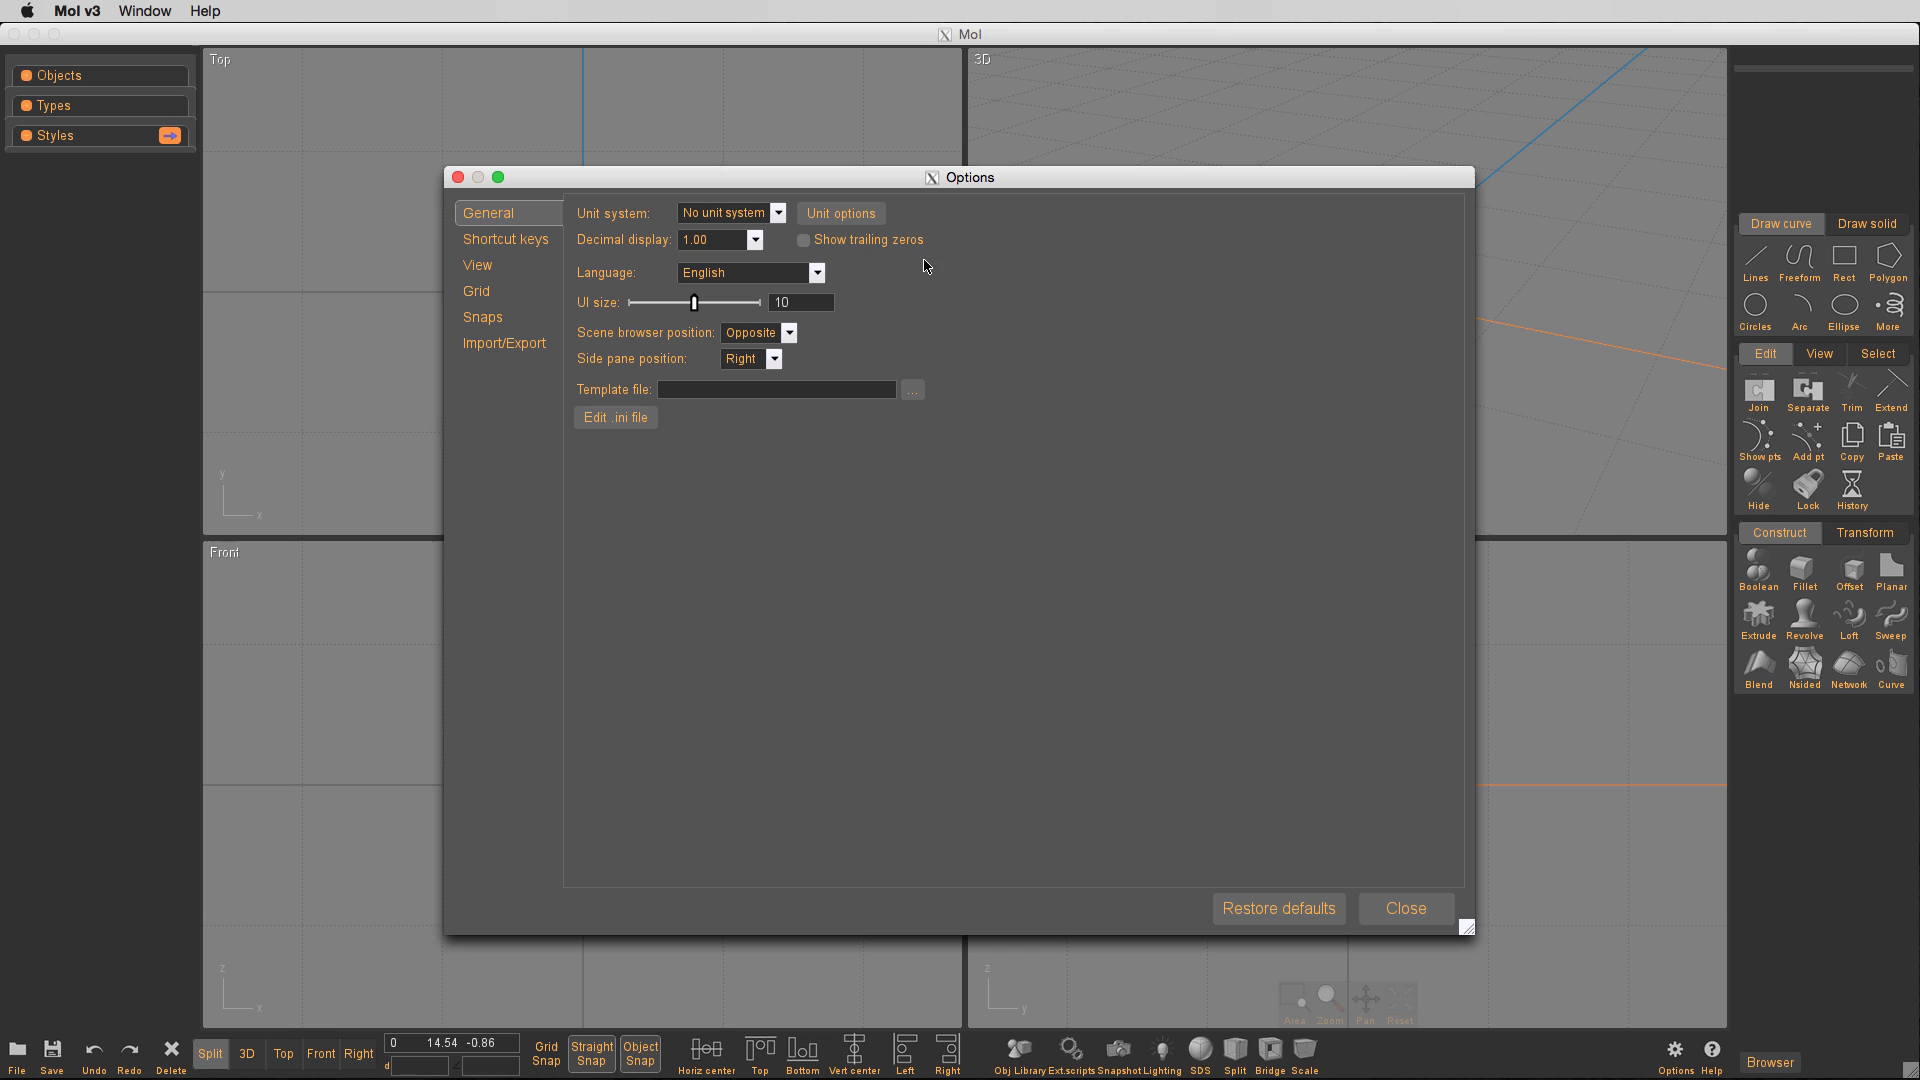 MoI v3 Window Help
MoI
Objects
Types
Styles
Top
3D
Front
y
x
z
x
z
y
Options
General
Shortcut keys
View
Grid
Snaps
Import/Export
Unit system: No unit system Unit options
Decimal display: 1.00 Show trailing zeros
Language: English
UI size: 10
Scene browser position: Opposite
Side pane position: Right
Template file: ...
Edit .ini file
Restore defaults Close
Draw curve Draw solid
Lines Freeform Rect Polygon
Circles Arc Ellipse More
Edit View Select
Join Separate Trim Extend
Show pts Add pt Copy Paste
Hide Lock History
Construct Transform
Boolean Fillet Offset Planar
Extrude Revolve Loft Sweep
Blend Nsided Network Curve
Area Zoom Pan Reset
File Save Undo Redo Delete
Split 3D Top Front Right
0 14.54 -0.86
d
Grid Snap
Straight Snap
Object Snap
Horiz center Top Bottom Vert center Left Right
Obj Library Ext.scripts Snapshot Lighting SDS Split Bridge Scale
Options Help
Browser